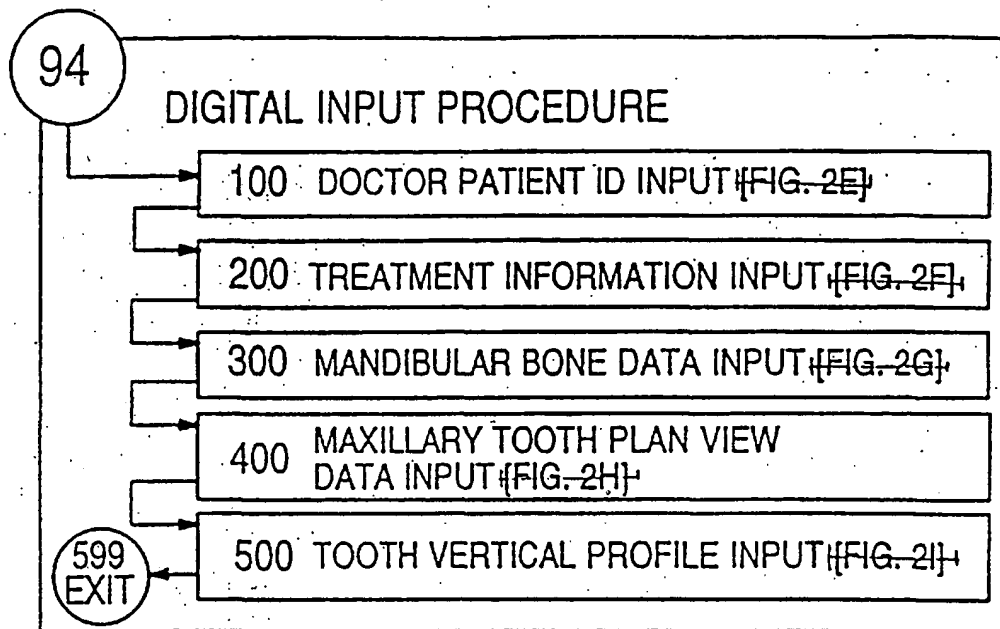 94
DIGITAL INPUT PROCEDURE
100 DOCTOR PATIENT ID INPUT [FIG. 2E]
200 TREATMENT INFORMATION INPUT [FIG. 2F]
300 MANDIBULAR BONE DATA INPUT [FIG. 2G]
400 MAXILLARY TOOTH PLAN VIEW
DATA INPUT [FIG. 2H]
500 TOOTH VERTICAL PROFILE INPUT [FIG. 2I]
599
EXIT